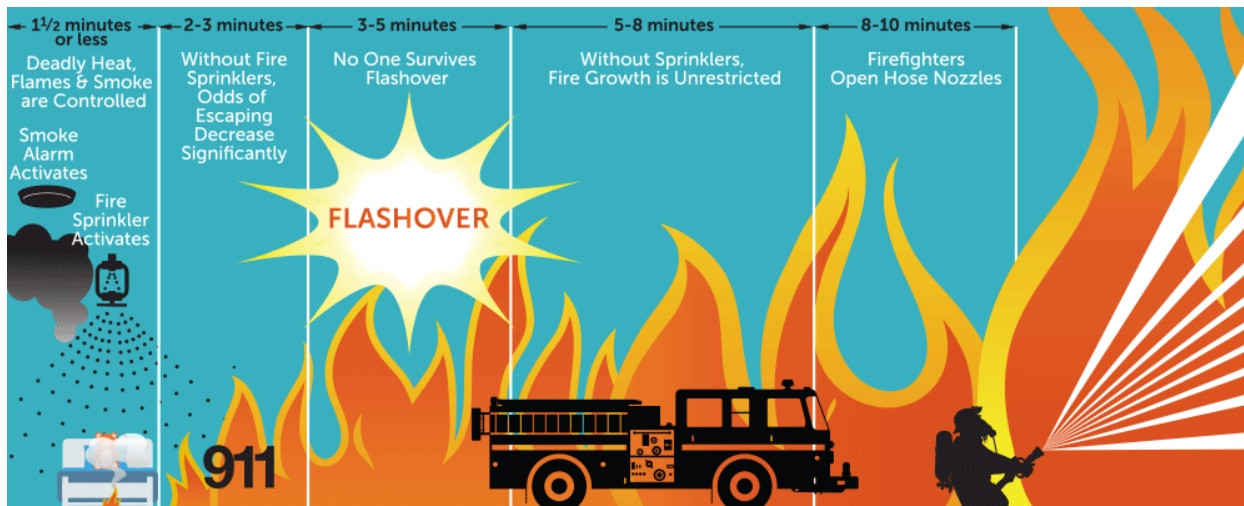 1½ minutes
or less
Deadly Heat,
Flames & Smoke
are Controlled
Smoke
Alarm
Activates
Fire
Sprinkler
Activates
2-3 minutes
Without Fire
Sprinklers,
Odds of
Escaping
Decrease
Significantly
911
3-5 minutes
No One Survives
Flashover
FLASHOVER
5-8 minutes
Without Sprinklers,
Fire Growth is Unrestricted
8-10 minutes
Firefighters
Open Hose Nozzles